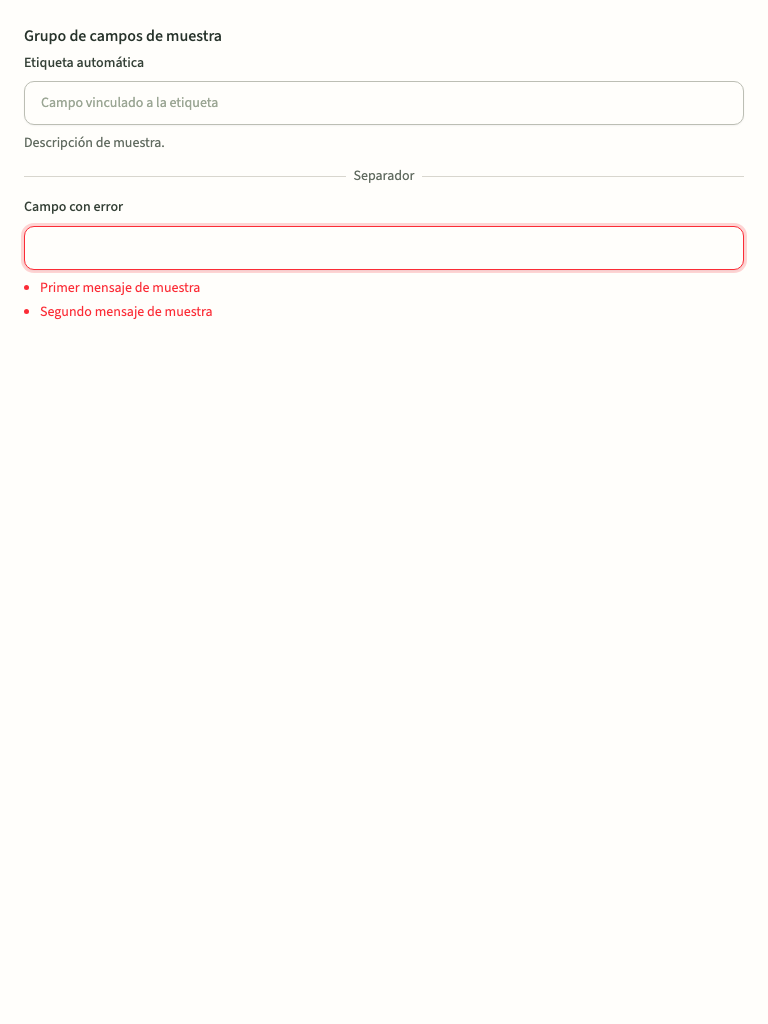 Grupo de campos de muestra
Etiqueta automática
Campo vinculado a la etiqueta
Descripción de muestra.
Separador
Campo con error
Primer mensaje de muestra
Segundo mensaje de muestra